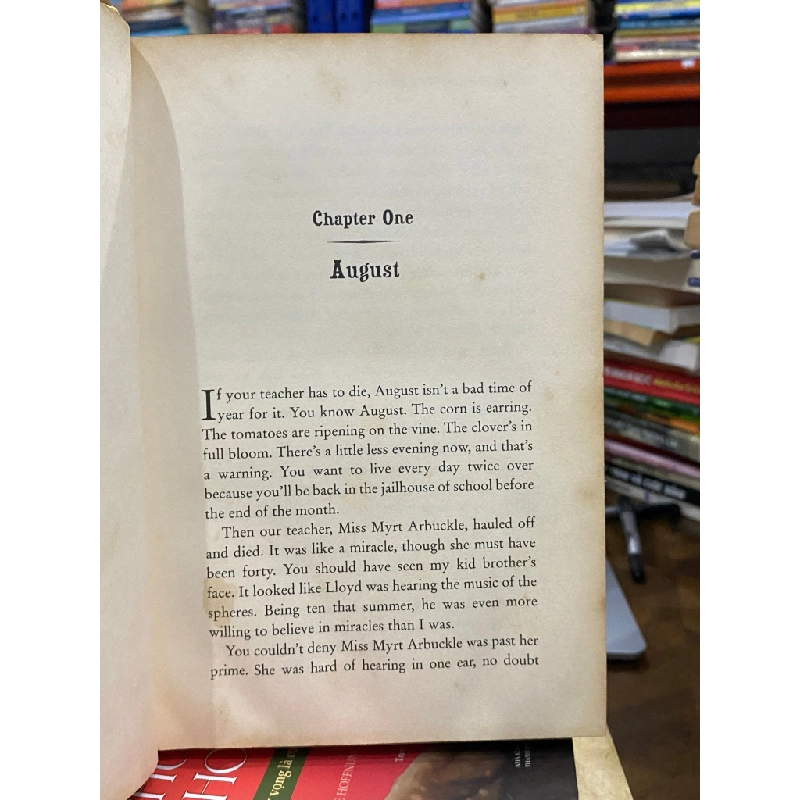 Chapter One
August
If your teacher has to die, August isn't a bad time of
year for it. You know August. The corn is earring.
The tomatoes are ripening on the vine. The clover's in
full bloom. There's a little less evening now, and that's
a warning. You want to live every day twice over
because you'll be back in the jailhouse of school before
the end of the month.
Then our teacher, Miss Myrt Arbuckle, hauled off
and died. It was like a miracle, though she must have
been forty. You should have seen my kid brother's
face. It looked like Lloyd was hearing the music of the
spheres. Being ten that summer, he was even more
willing to believe in miracles than I was.
You couldn't deny Miss Myrt Arbuckle was past her
prime. She was hard of hearing in one ear, no doubt
vọng là
HOFFMAN